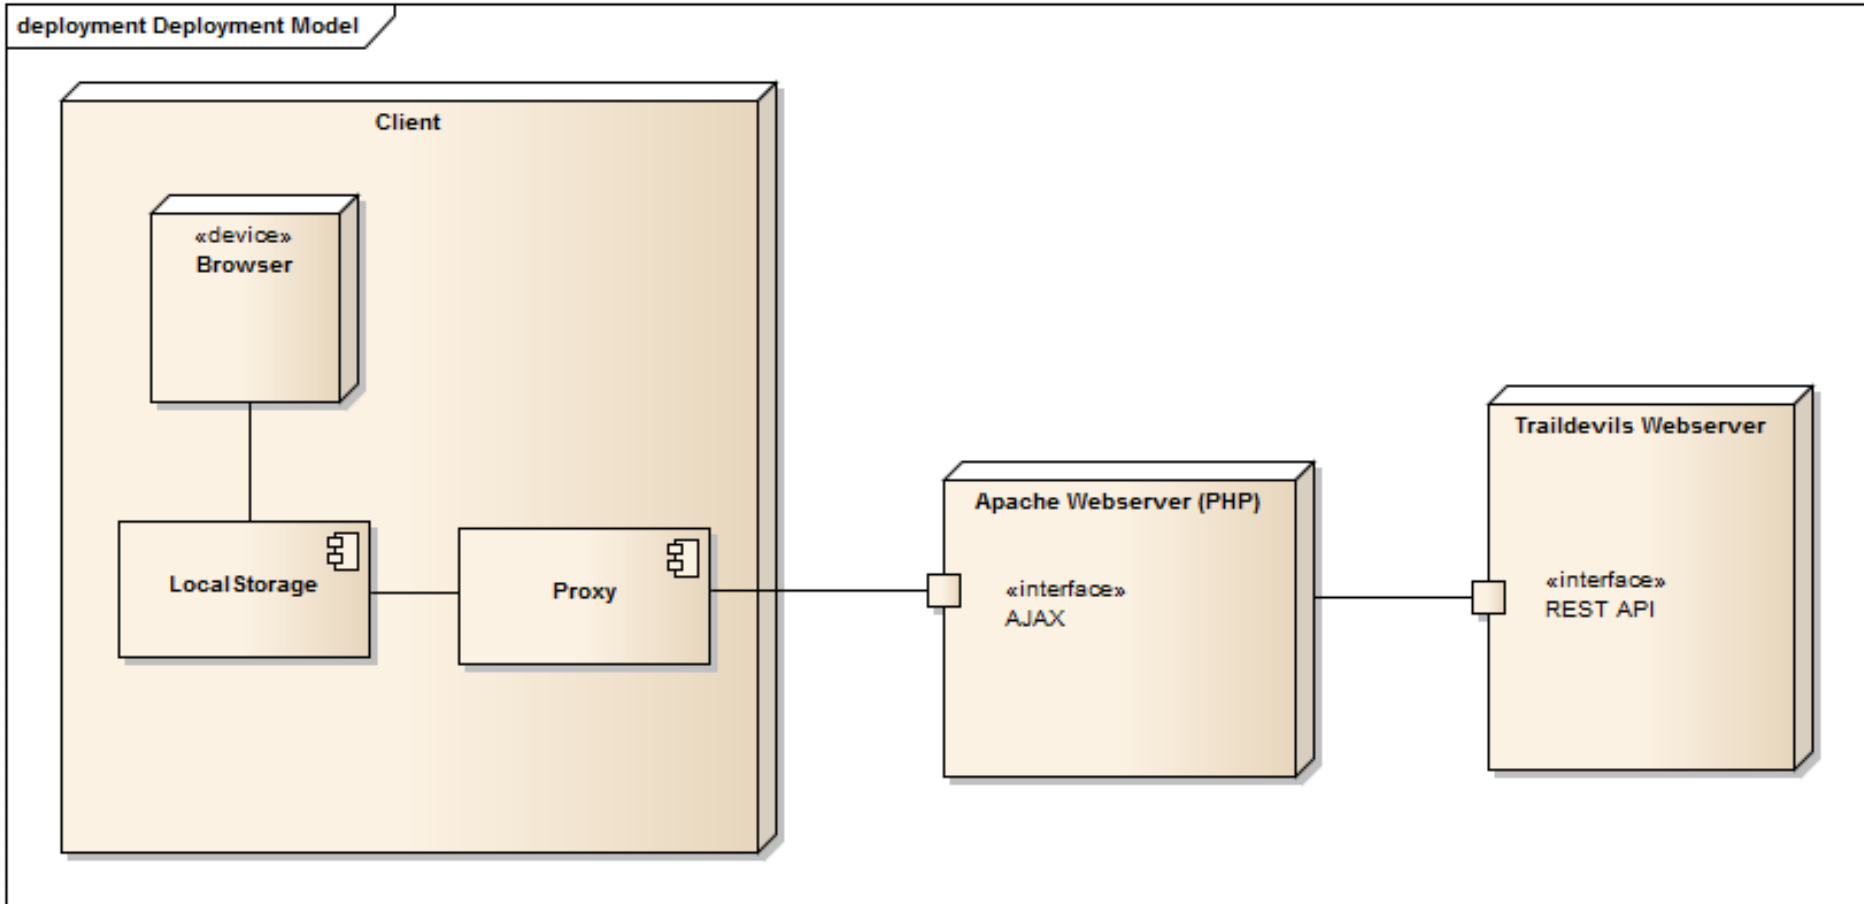 deployment Deployment Model
Client
«device»
Browser
Local Storage
Proxy
Apache Webserver (PHP)
«interface»
AJAX
Traildevils Webserver
«interface»
REST API